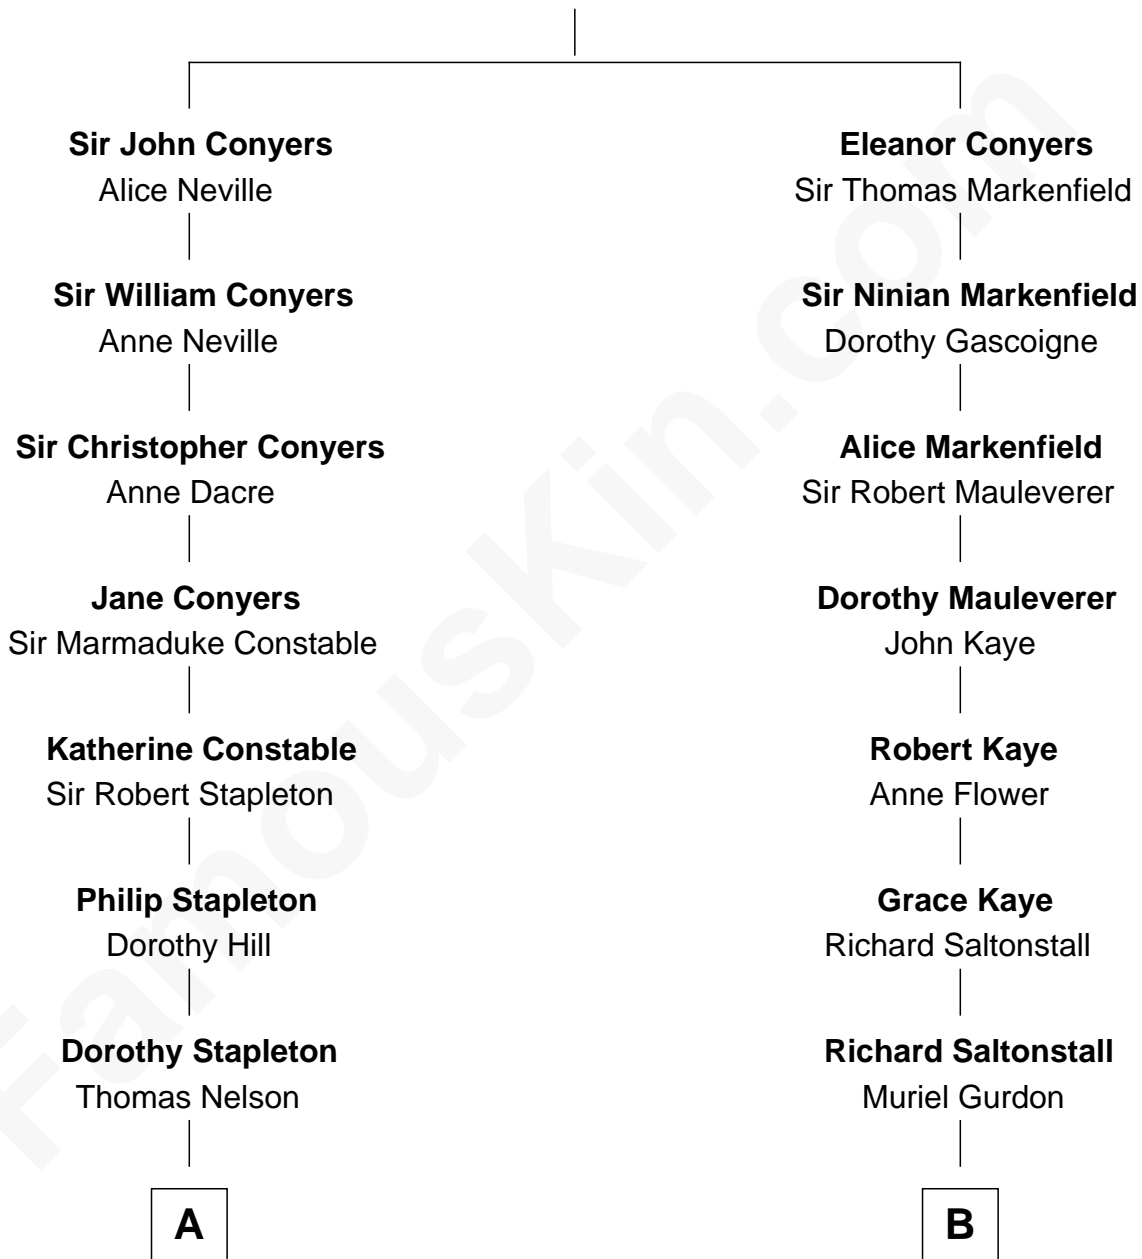 Sir John Conyers
Alice Neville
Sir William Conyers
Anne Neville
Sir Christopher Conyers
Anne Dacre
Jane Conyers
Sir Marmaduke Constable
Katherine Constable
Sir Robert Stapleton
Philip Stapleton
Dorothy Hill
Dorothy Stapleton
Thomas Nelson
A
Eleanor Conyers
Sir Thomas Markenfield
Sir Ninian Markenfield
Dorothy Gascoigne
Alice Markenfield
Sir Robert Mauleverer
Dorothy Mauleverer
John Kaye
Robert Kaye
Anne Flower
Grace Kaye
Richard Saltonstall
Richard Saltonstall
Muriel Gurdon
B
FamousKin.com